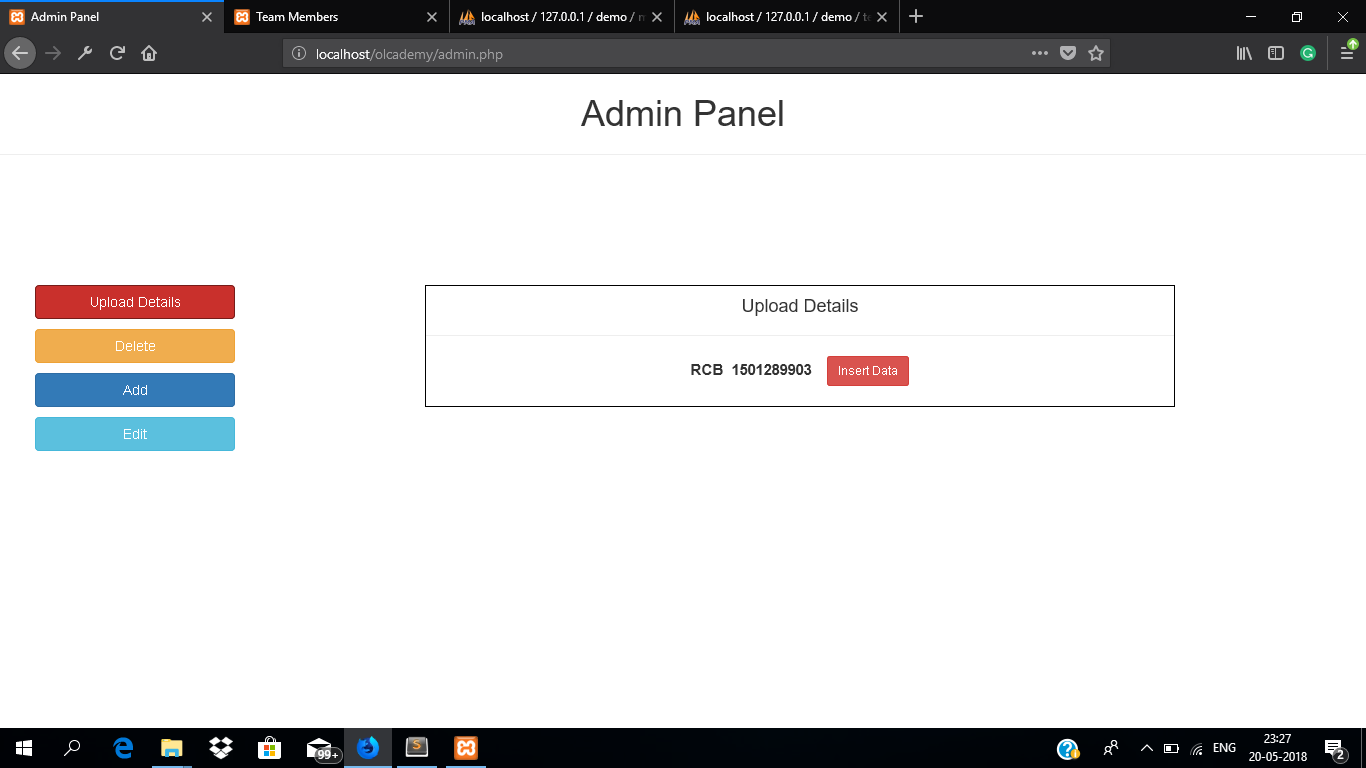 Admin Panel
Team Members
localhost / 127.0.0.1 / demo /
localhost / 127.0.0.1 / demo /
localhost/olcademy/admin.php
Admin Panel
Upload Details
Delete
Add
Edit
Upload Details
RCB 1501289903 Insert Data
99+
ENG
23:27
20-05-2018
2